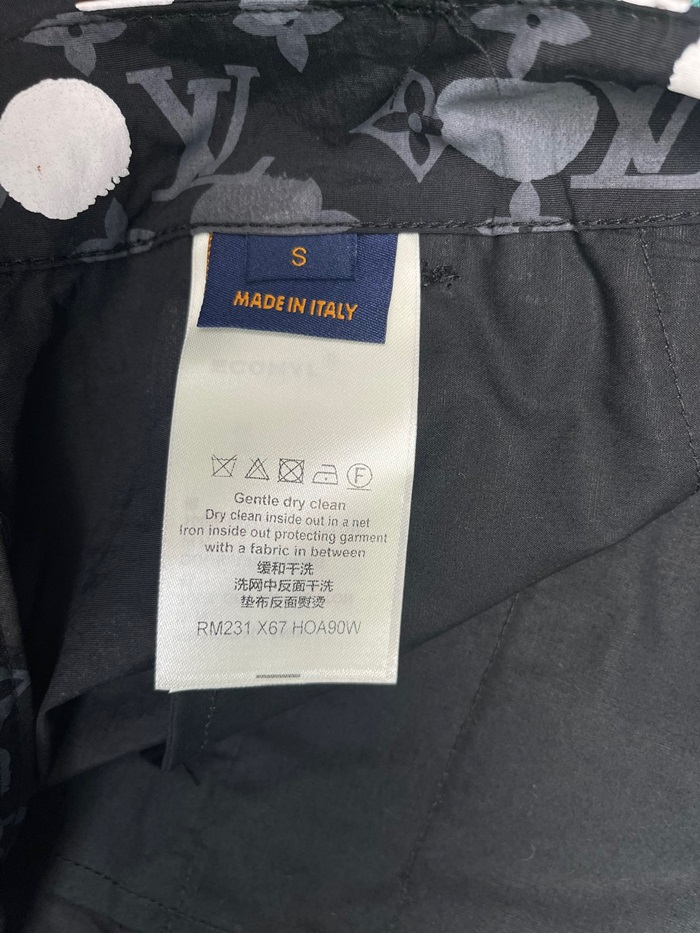 LV
LV
S
MADE IN ITALY
F
Gentle dry clean
Dry clean inside out in a net
Iron inside out protecting garment
with a fabric in between
缓和干洗
洗网中反面干洗
垫布反面熨烫
RM231 X67 HOA90W